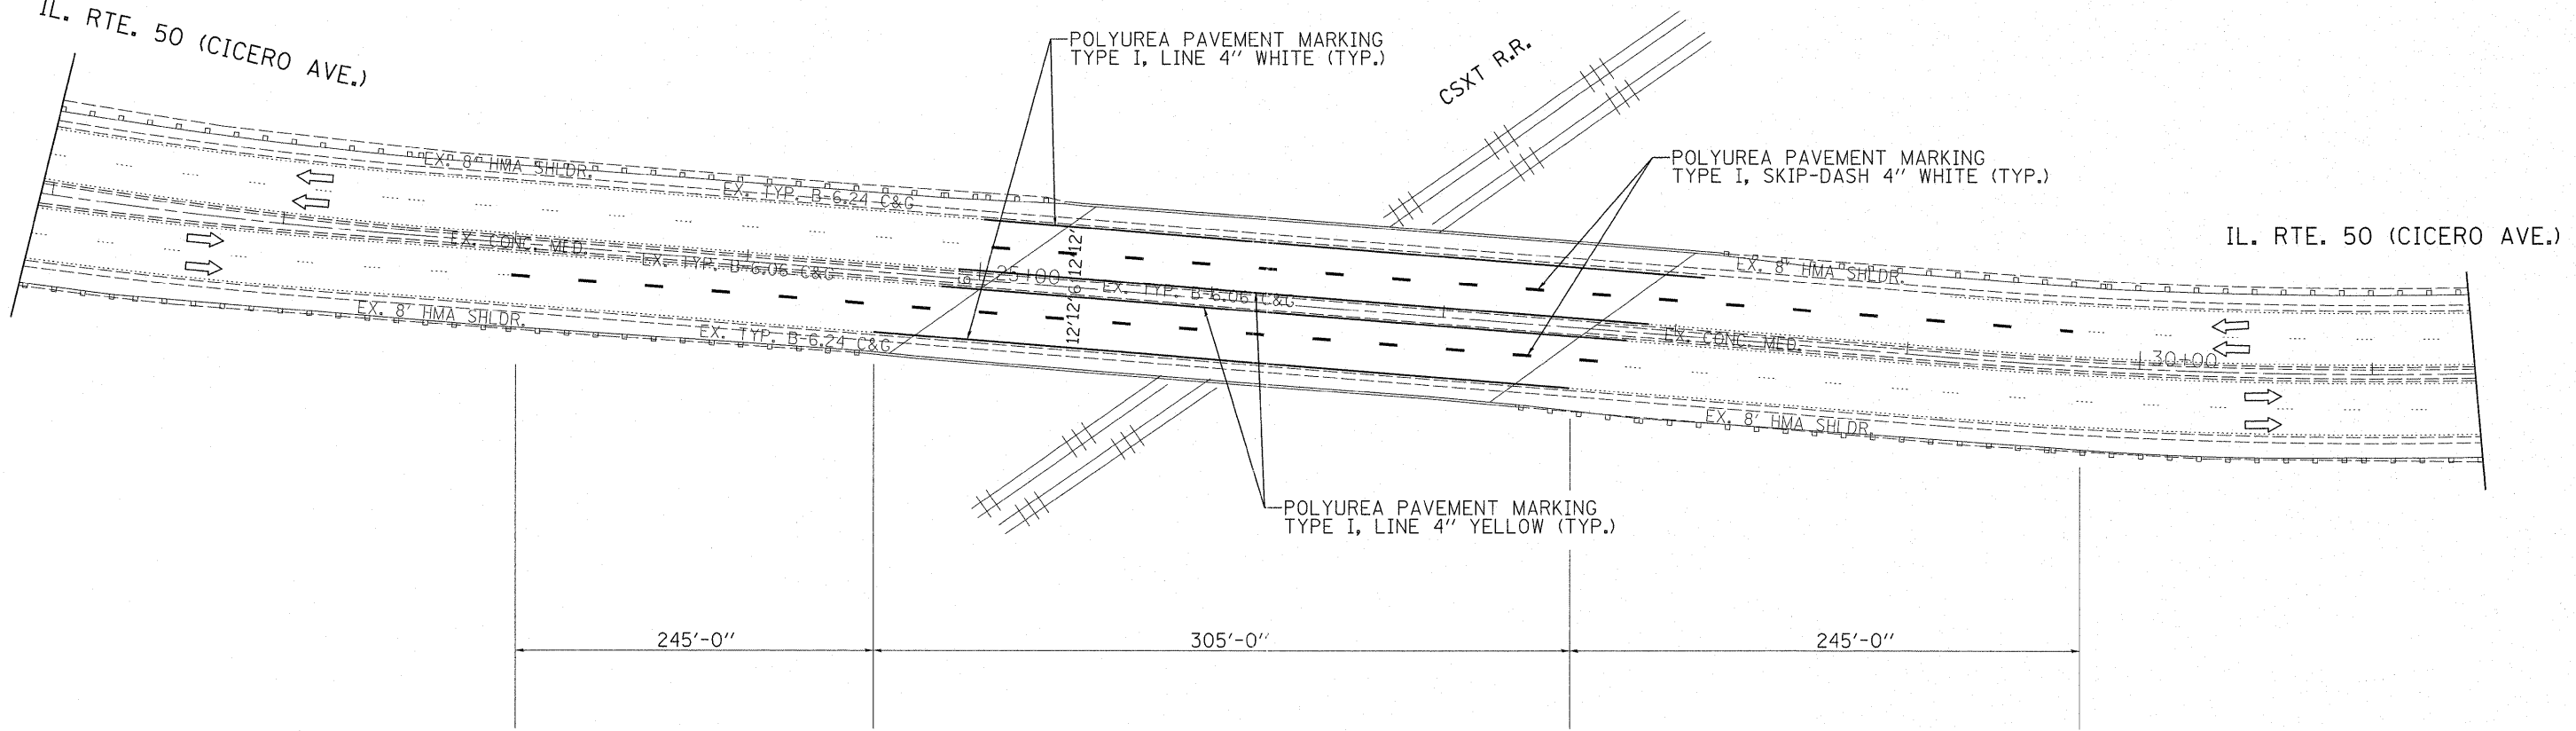 IL. RTE. 50 (CICERO AVE.)
POLYUREA PAVEMENT MARKING
TYPE I, LINE 4" WHITE (TYP.)
CSXT R.R.
POLYUREA PAVEMENT MARKING
TYPE I, SKIP-DASH 4" WHITE (TYP.)
IL. RTE. 50 (CICERO AVE.)
EX. 8' HMA SHLDR.
EX. TYP. B-6.24 C&G
EX. CONC. MED.
EX. TYP. B-6.06 C&G
12'
12'
6'
12'
12'
25+00
EX. TYP. B-6.06 C&G
EX. 8' HMA SHLDR.
EX. 8' HMA SHLDR.
EX. TYP. B-6.24 C&G
EX. CONC. MED.
30+00
EX. 8' HMA SHLDR.
POLYUREA PAVEMENT MARKING
TYPE I, LINE 4" YELLOW (TYP.)
245'-0"
305'-0"
245'-0"